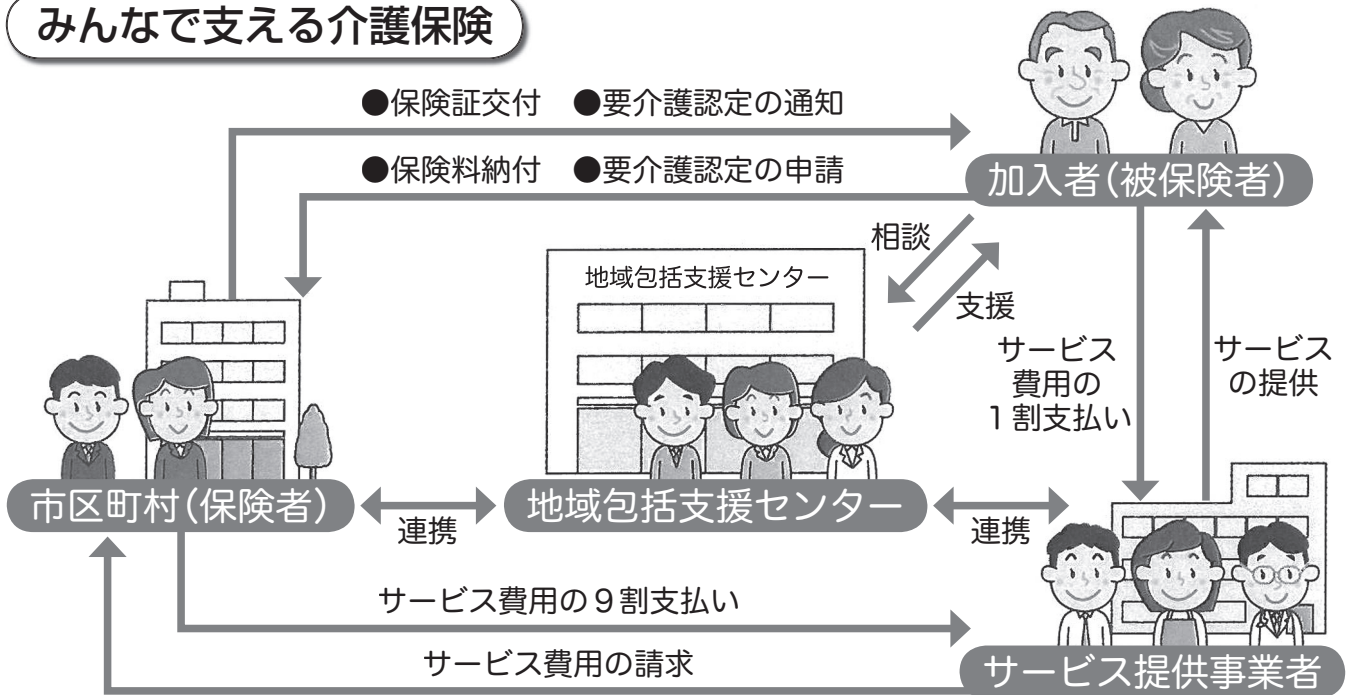 みんなで支える介護保険
●保険証交付 ●要介護認定の通知
●保険料納付 ●要介護認定の申請
加入者(被保険者)
相談
支援
地域包括支援センター
サービス
費用の
1割支払い
サービス
の提供
市区町村(保険者)
連携
地域包括支援センター
連携
サービス費用の9割支払い
サービス費用の請求
サービス提供事業者